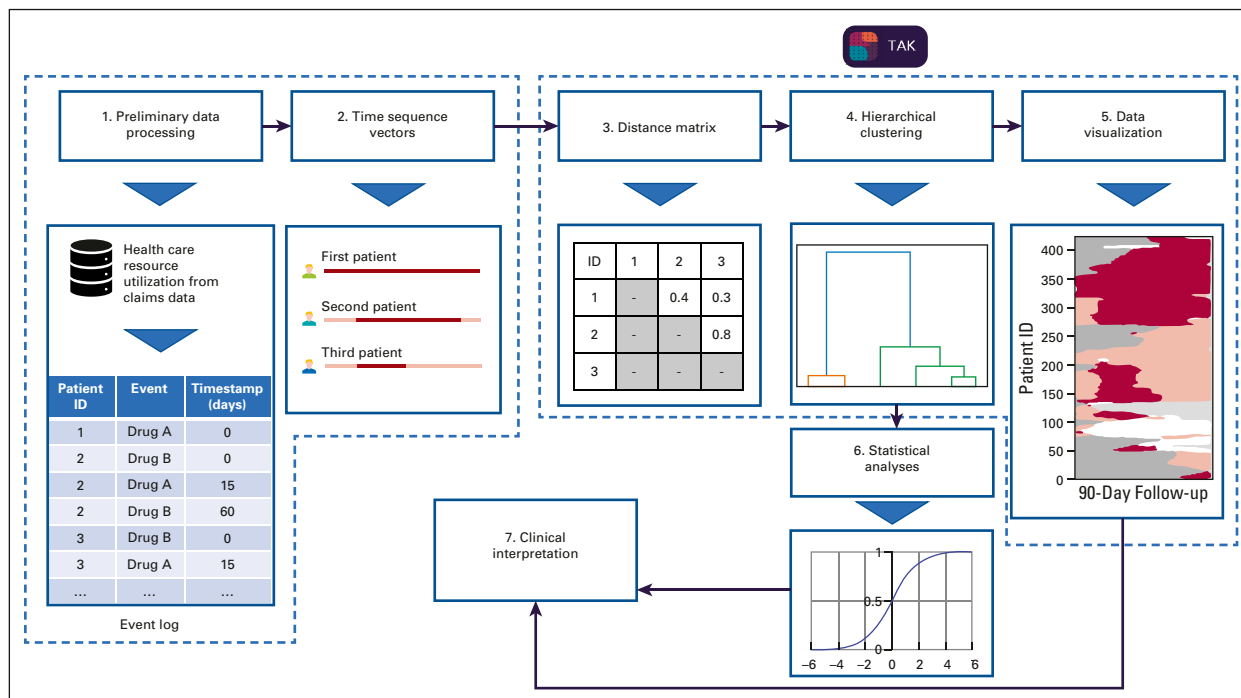 TAK
1. Preliminary data
processing
2. Time sequence
vectors
3. Distance matrix
4. Hierarchical
clustering
5. Data
visualization
Health care
resource
utilization from
claims data
Patient
ID
Event
Timestamp
(days)
1 Drug A 0
2 Drug B 0
2 Drug A 15
2 Drug B 60
3 Drug B 0
3 Drug A 15
... ... ...
Event log
First patient
Second patient
Third patient
ID 1 2 3
1 - 0.4 0.3
2 - - 0.8
3 - - -
400
350
300
250
200
150
100
50
0
Patient ID
90-Day Follow-up
6. Statistical
analyses
1
0.5
0
–6 –4 –2 0 2 4 6
7. Clinical
interpretation